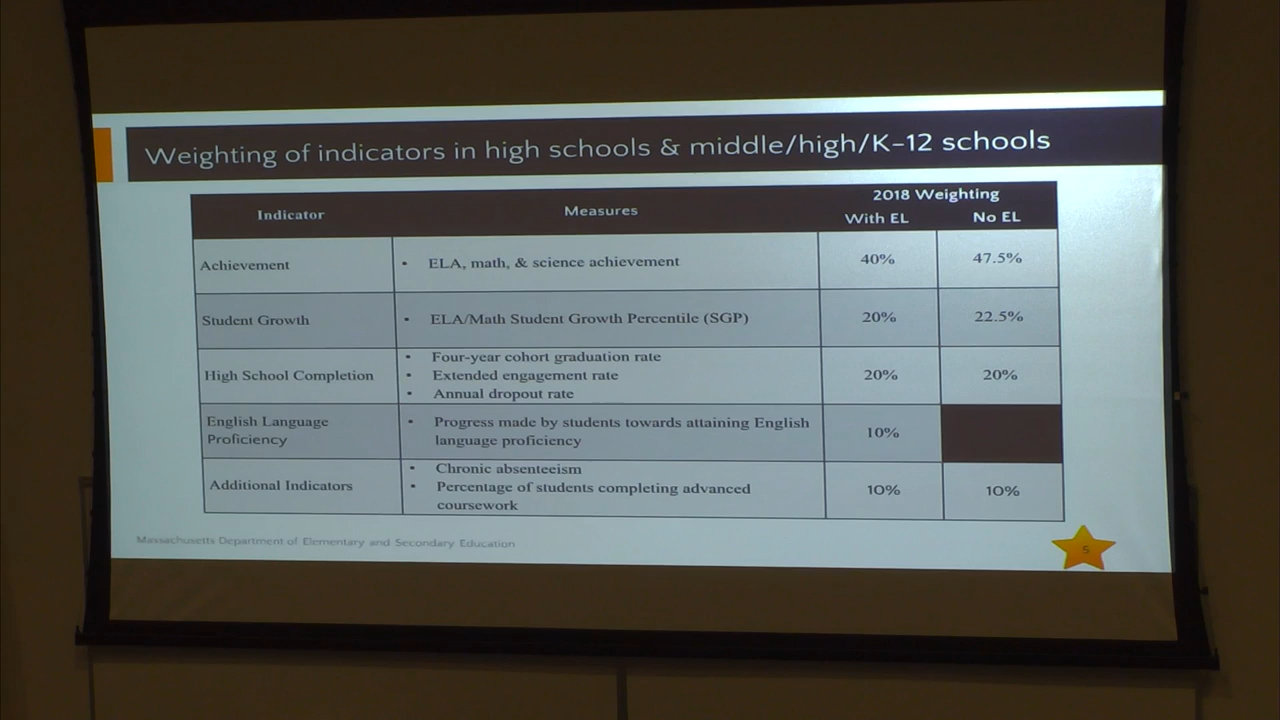 Weighting of indicators in high schools & middle/high/K-12 schools
Indicator
Measures
2018 Weighting
With EL
No EL
Achievement
• ELA, math, & science achievement
40%
47.5%
Student Growth
• ELA/Math Student Growth Percentile (SGP)
20%
22.5%
High School Completion
• Four-year cohort graduation rate
• Extended engagement rate
• Annual dropout rate
20%
20%
English Language
Proficiency
• Progress made by students towards attaining English
language proficiency
10%
Additional Indicators
• Chronic absenteeism
• Percentage of students completing advanced
coursework
10%
10%
Massachusetts Department of Elementary and Secondary Education
5